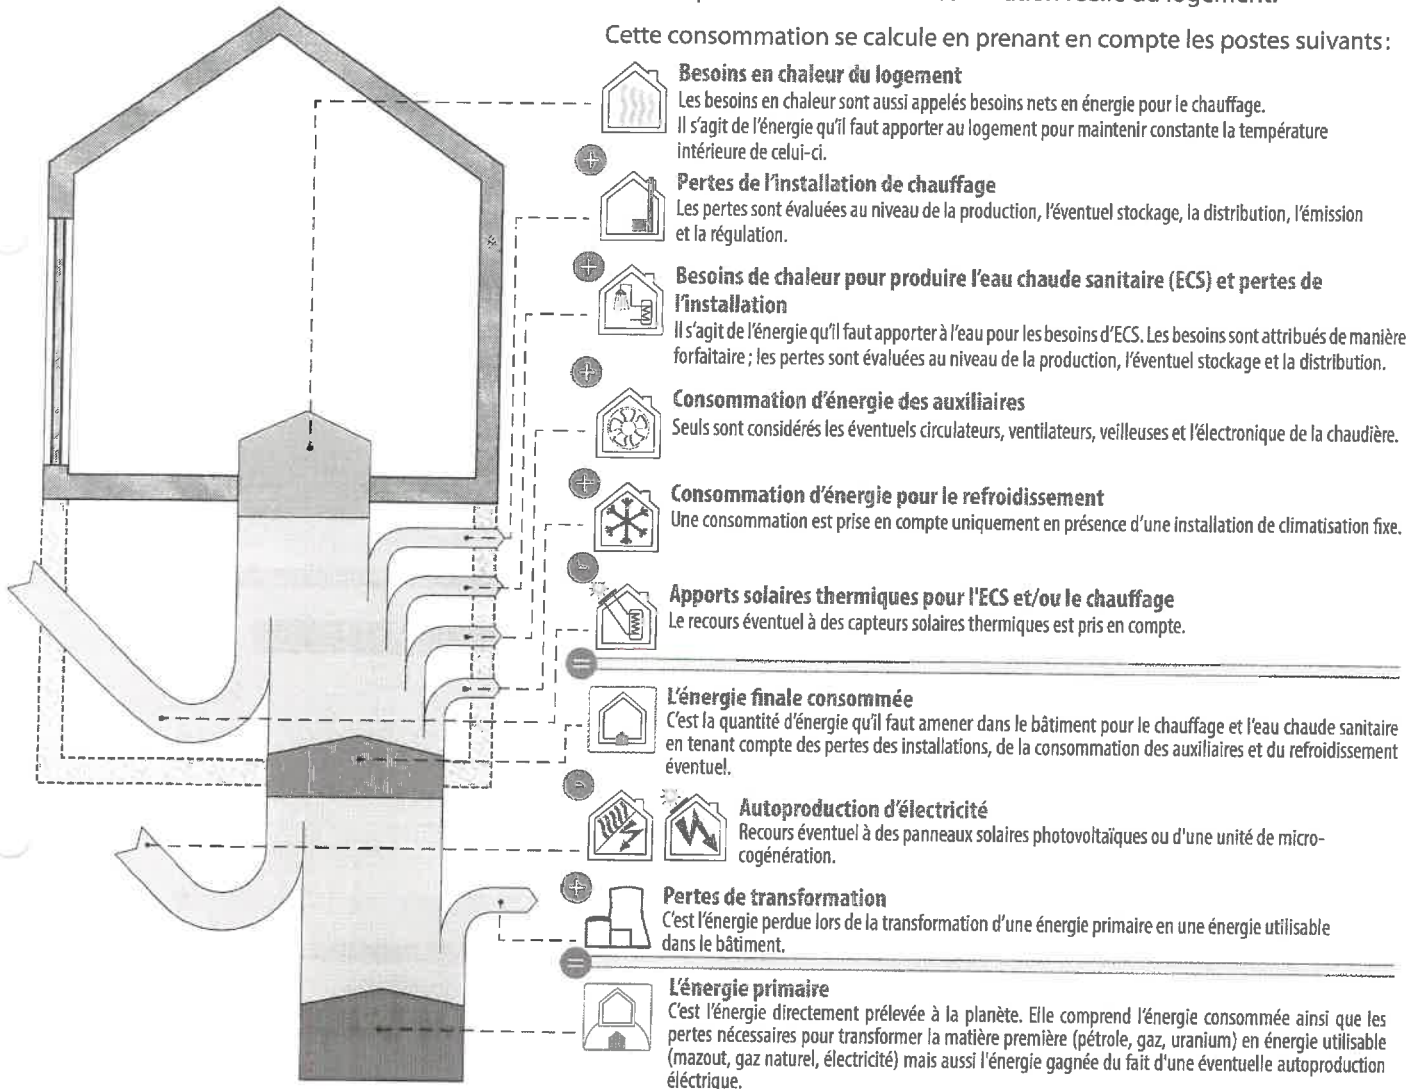 Cette consommation se calcule en prenant en compte les postes suivants:
Besoins en chaleur du logement
Les besoins en chaleur sont aussi appelés besoins nets en énergie pour le chauffage.
Il s'agit de l'énergie qu'il faut apporter au logement pour maintenir constante la température
intérieure de celui-ci.
+
Pertes de l'installation de chauffage
Les pertes sont évaluées au niveau de la production, l'éventuel stockage, la distribution, l'émission
et la régulation.
+
Besoins de chaleur pour produire l'eau chaude sanitaire (ECS) et pertes de
l'installation
Il s'agit de l'énergie qu'il faut apporter à l'eau pour les besoins d'ECS. Les besoins sont attribués de manière
forfaitaire ; les pertes sont évaluées au niveau de la production, l'éventuel stockage et la distribution.
+
Consommation d'énergie des auxiliaires
Seuls sont considérés les éventuels circulateurs, ventilateurs, veilleuses et l'électronique de la chaudière.
+
Consommation d'énergie pour le refroidissement
Une consommation est prise en compte uniquement en présence d'une installation de climatisation fixe.
-
Apports solaires thermiques pour l'ECS et/ou le chauffage
Le recours éventuel à des capteurs solaires thermiques est pris en compte.
=
L'énergie finale consommée
C'est la quantité d'énergie qu'il faut amener dans le bâtiment pour le chauffage et l'eau chaude sanitaire
en tenant compte des pertes des installations, de la consommation des auxiliaires et du refroidissement
éventuel.
-
Autoproduction d'électricité
Recours éventuel à des panneaux solaires photovoltaïques ou d'une unité de micro-
cogénération.
+
Pertes de transformation
C'est l'énergie perdue lors de la transformation d'une énergie primaire en une énergie utilisable
dans le bâtiment.
=
L'énergie primaire
C'est l'énergie directement prélevée à la planète. Elle comprend l'énergie consommée ainsi que les
pertes nécessaires pour transformer la matière première (pétrole, gaz, uranium) en énergie utilisable
(mazout, gaz naturel, électricité) mais aussi l'énergie gagnée du fait d'une éventuelle autoproduction
éléctrique.